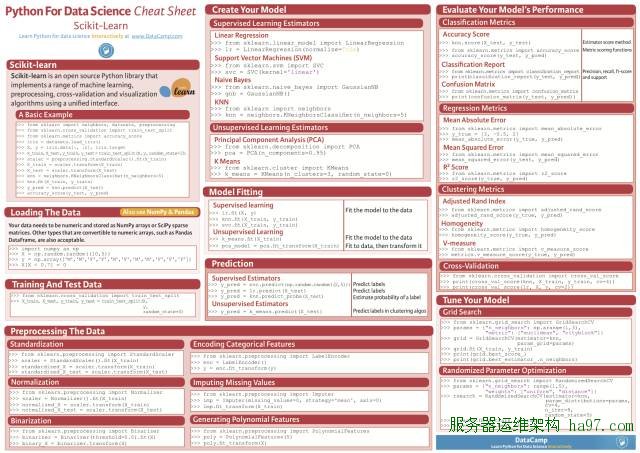 Python For Data Science Cheat Sheet
Scikit-Learn
Learn Python for data science Interactively at www.DataCamp.com
Scikit-learn
Scikit-learn is an open source Python library that
implements a range of machine learning,
preprocessing, cross-validation and visualization
algorithms using a unified interface.
learn
A Basic Example
>>> from sklearn import neighbors, datasets, preprocessing
>>> from sklearn.cross_validation import train_test_split
>>> from sklearn.metrics import accuracy_score
>>> iris = datasets.load_iris()
>>> X, y = iris.data[:, :2], iris.target
>>> scaler = preprocessing.StandardScaler().fit(X_train)
>>> X_train = scaler.transform(X_train)
>>> X_test = scaler.transform(X_test)
>>> knn = neighbors.KNeighborsClassifier(n_neighbors=5)
>>> knn.fit(X_train, y_train)
>>> y_pred = knn.predict(X_test)
>>> accuracy_score(y_test, y_pred)
Loading The Data
Also see NumPy & Pandas
Your data needs to be numeric and stored as NumPy arrays or SciPy sparse
matrices. Other types that are convertible to numeric arrays, such as Pandas
DataFrame, are also acceptable.
>>> import numpy as np
>>> X = np.random.random((10,5))
>>> X[X < 0.7] = 0
Training And Test Data
>>> from sklearn.cross_validation import train_test_split
random_state=0)
Preprocessing The Data
Standardization
>>> from sklearn.preprocessing import StandardScaler
>>> scaler = StandardScaler().fit(X_train)
>>> standardized_X = scaler.transform(X_train)
>>> standardized_X_test = scaler.transform(X_test)
Normalization
>>> from sklearn.preprocessing import Normalizer
>>> scaler = Normalizer().fit(X_train)
>>> normalized_X = scaler.transform(X_train)
>>> normalized_X_test = scaler.transform(X_test)
Binarization
>>> from sklearn.preprocessing import Binarizer
>>> binarizer = Binarizer(threshold=0.0).fit(X)
>>> binary_X = binarizer.transform(X)
Encoding Categorical Features
>>> from sklearn.preprocessing import LabelEncoder
>>> enc = LabelEncoder()
>>> y = enc.fit_transform(y)
Imputing Missing Values
>>> from sklearn.preprocessing import Imputer
>>> imp = Imputer(missing_values=0, strategy='mean', axis=0)
>>> imp.fit_transform(X_train)
Generating Polynomial Features
>>> from sklearn.preprocessing import PolynomialFeatures
>>> poly = PolynomialFeatures(5)
>>> poly.fit_transform(X)
Create Your Model
Supervised Learning Estimators
Linear Regression
>>> from sklearn.linear_model import LinearRegression
>>> lr = LinearRegression(normalize=True)
Support Vector Machines (SVM)
>>> from sklearn.svm import SVC
>>> svc = SVC(kernel='linear')
Naive Bayes
>>> from sklearn.naive_bayes import GaussianNB
>>> gnb = GaussianNB()
KNN
>>> from sklearn import neighbors
>>> knn = neighbors.KNeighborsClassifier(n_neighbors=5)
Unsupervised Learning Estimators
Principal Component Analysis (PCA)
>>> from sklearn.decomposition import PCA
>>> pca = PCA(n_components=0.95)
K Means
>>> from sklearn.cluster import KMeans
>>> k_means = KMeans(n_clusters=3, random_state=0)
Model Fitting
Supervised learning
>>> lr.fit(X, y)
>>> knn.fit(X_train, y_train)
>>> svc.fit(X_train, y_train)
Fit the model to the data
Unsupervised Learning
>>> k_means.fit(X_train)
>>> pca_model = pca.fit_transform(X_train)
Fit the model to the data
Fit to data, then transform it
Prediction
Supervised Estimators
>>> y_pred = svc.predict(np.random.random((2,5)))
>>> y_pred = lr.predict(X_test)
>>> y_pred = knn.predict_proba(X_test)
Predict labels
Predict labels
Estimate probability of a label
Unsupervised Estimators
>>> y_pred = k_means.predict(X_test)
Predict labels in clustering algos
Evaluate Your Model's Performance
Classification Metrics
Accuracy Score
>>> knn.score(X_test, y_test)
>>> from sklearn.metrics import accuracy_score
>>> accuracy_score(y_test, y_pred)
Estimator score method
Metric scoring functions
Classification Report
>>> from sklearn.metrics import classification_report
>>> print(classification_report(y_test, y_pred))
Precision, recall, f1-score
and support
Confusion Matrix
>>> from sklearn.metrics import confusion_matrix
>>> print(confusion_matrix(y_test, y_pred))
Regression Metrics
Mean Absolute Error
>>> from sklearn.metrics import mean_absolute_error
>>> y_true = [3, -0.5, 2]
>>> mean_absolute_error(y_true, y_pred)
Mean Squared Error
>>> from sklearn.metrics import mean_squared_error
>>> mean_squared_error(y_test, y_pred)
R² Score
>>> from sklearn.metrics import r2_score
>>> r2_score(y_true, y_pred)
Clustering Metrics
Adjusted Rand Index
>>> from sklearn.metrics import adjusted_rand_score
>>> adjusted_rand_score(y_true, y_pred)
Homogeneity
>>> from sklearn.metrics import homogeneity_score
>>> homogeneity_score(y_true, y_pred)
V-measure
>>> from sklearn.metrics import v_measure_score
>>> metrics.v_measure_score(y_true, y_pred)
Cross-Validation
>>> from sklearn.cross_validation import cross_val_score
>>> print(cross_val_score(knn, X_train, y_train, cv=4))
>>> print(cross_val_score(lr, X, y, cv=2))
Tune Your Model
Grid Search
>>> from sklearn.grid_search import GridSearchCV
>>> params = {"n_neighbors": np.arange(1,3),
"metric": ["euclidean", "cityblock"]}
>>> grid = GridSearchCV(estimator=knn,
param_grid=params)
>>> grid.fit(X_train, y_train)
>>> print(grid.best_score_)
>>> print(grid.best_estimator_.n_neighbors)
Randomized Parameter Optimization
>>> from sklearn.grid_search import RandomizedSearchCV
>>> params = {"n_neighbors": range(1,5),
"weights": ["uniform", "distance"]}
>>> rsearch = RandomizedSearchCV(estimator=knn,
param_distributions=params,
cv=4,
n_iter=8,
random_state=5)
服务器运维架构 ha97.com
DataCamp
Learn Python for Data Science Interactively